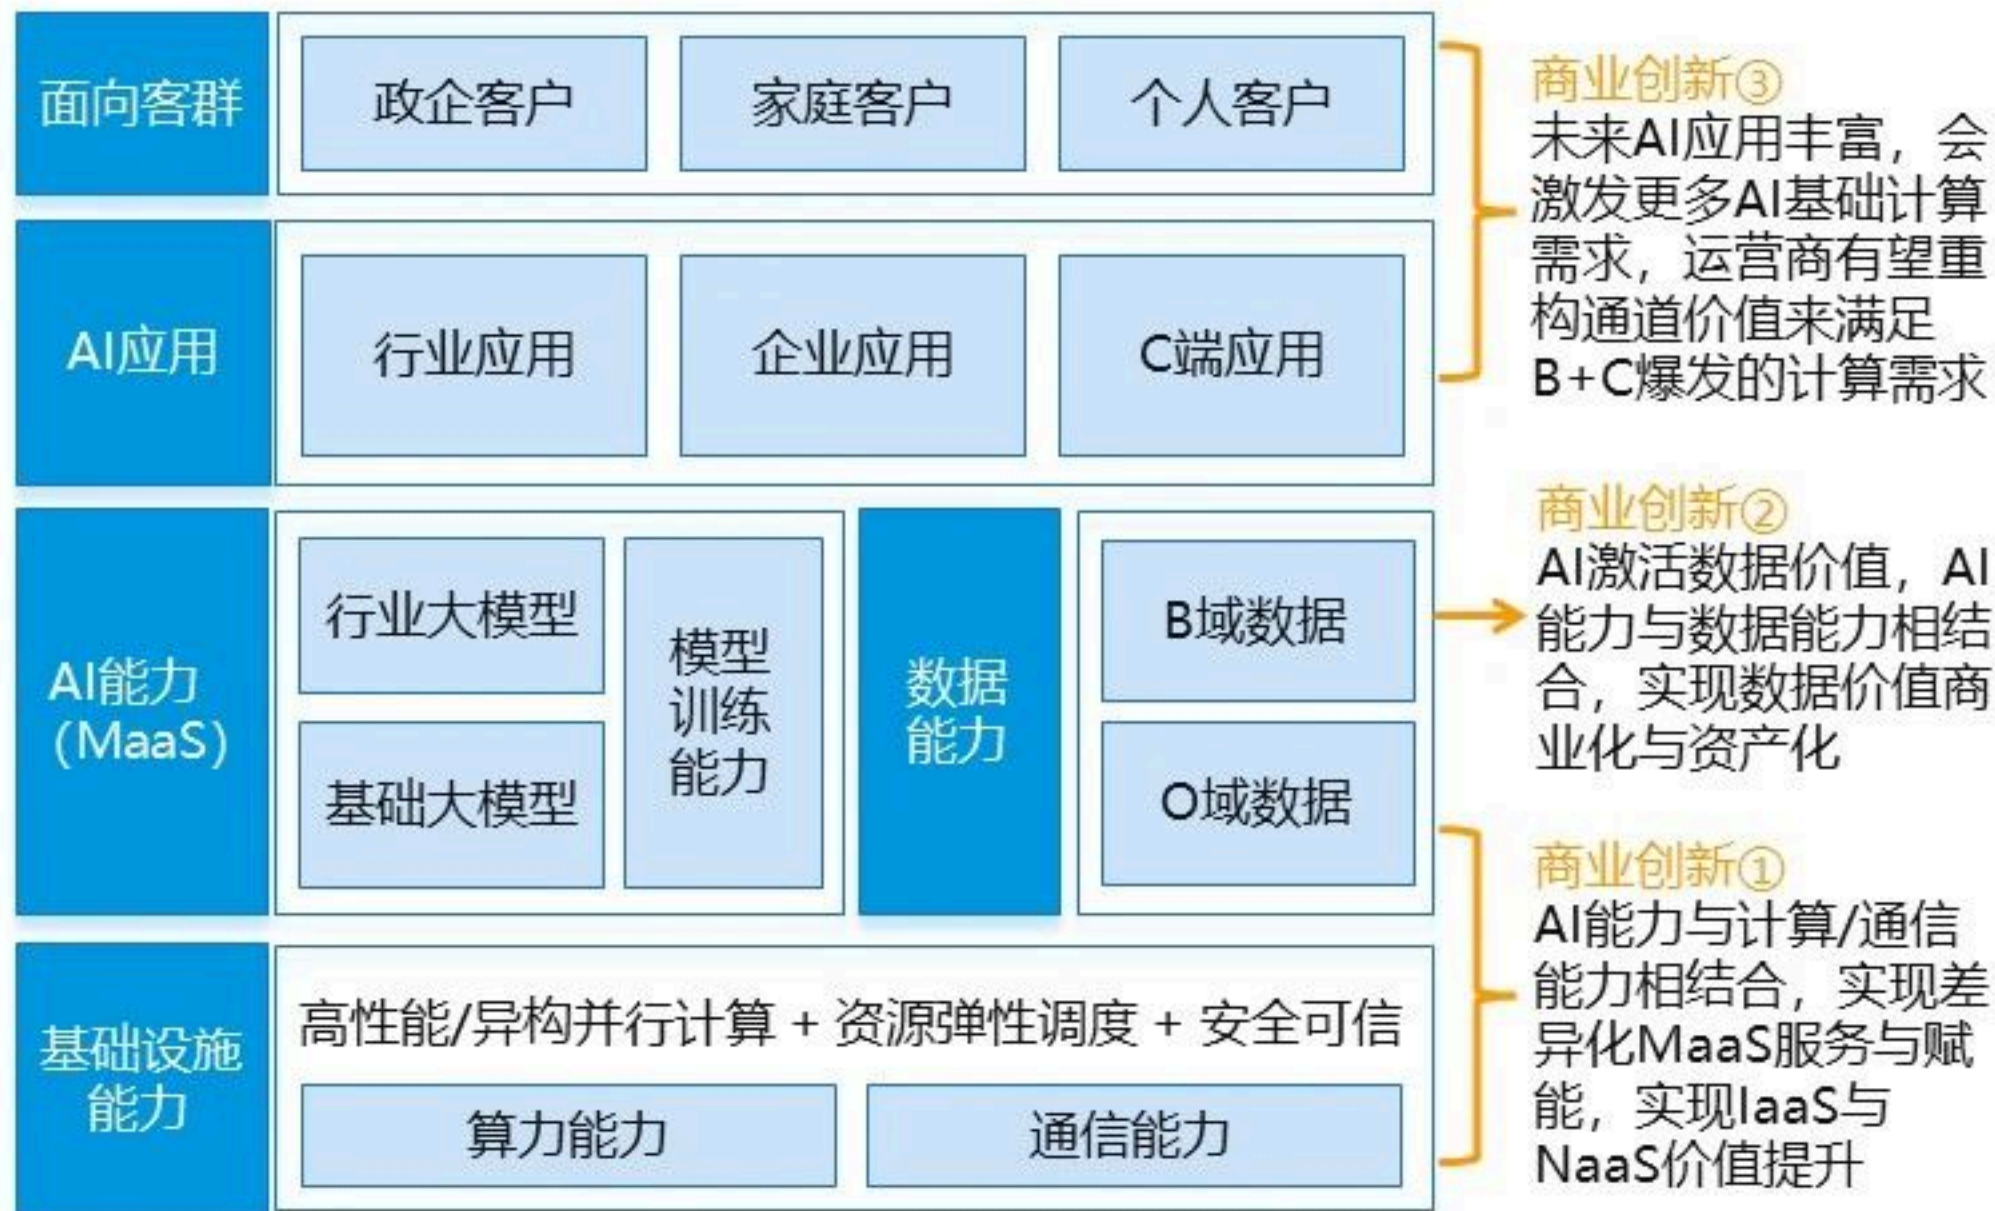 面向客群
政企客户
家庭客户
个人客户
AI应用
行业应用
企业应用
C端应用
AI能力
（MaaS）
行业大模型
基础大模型
模型
训练
能力
数据
能力
B域数据
O域数据
基础设施
能力
高性能/异构并行计算 + 资源弹性调度 + 安全可信
算力能力
通信能力
商业创新③
未来AI应用丰富，会
激发更多AI基础计算
需求，运营商有望重
构通道价值来满足
B+C爆发的计算需求
商业创新②
AI激活数据价值，AI
能力与数据能力相结
合，实现数据价值商
业化与资产化
商业创新①
AI能力与计算/通信
能力相结合，实现差
异化MaaS服务与赋
能，实现IaaS与
NaaS价值提升